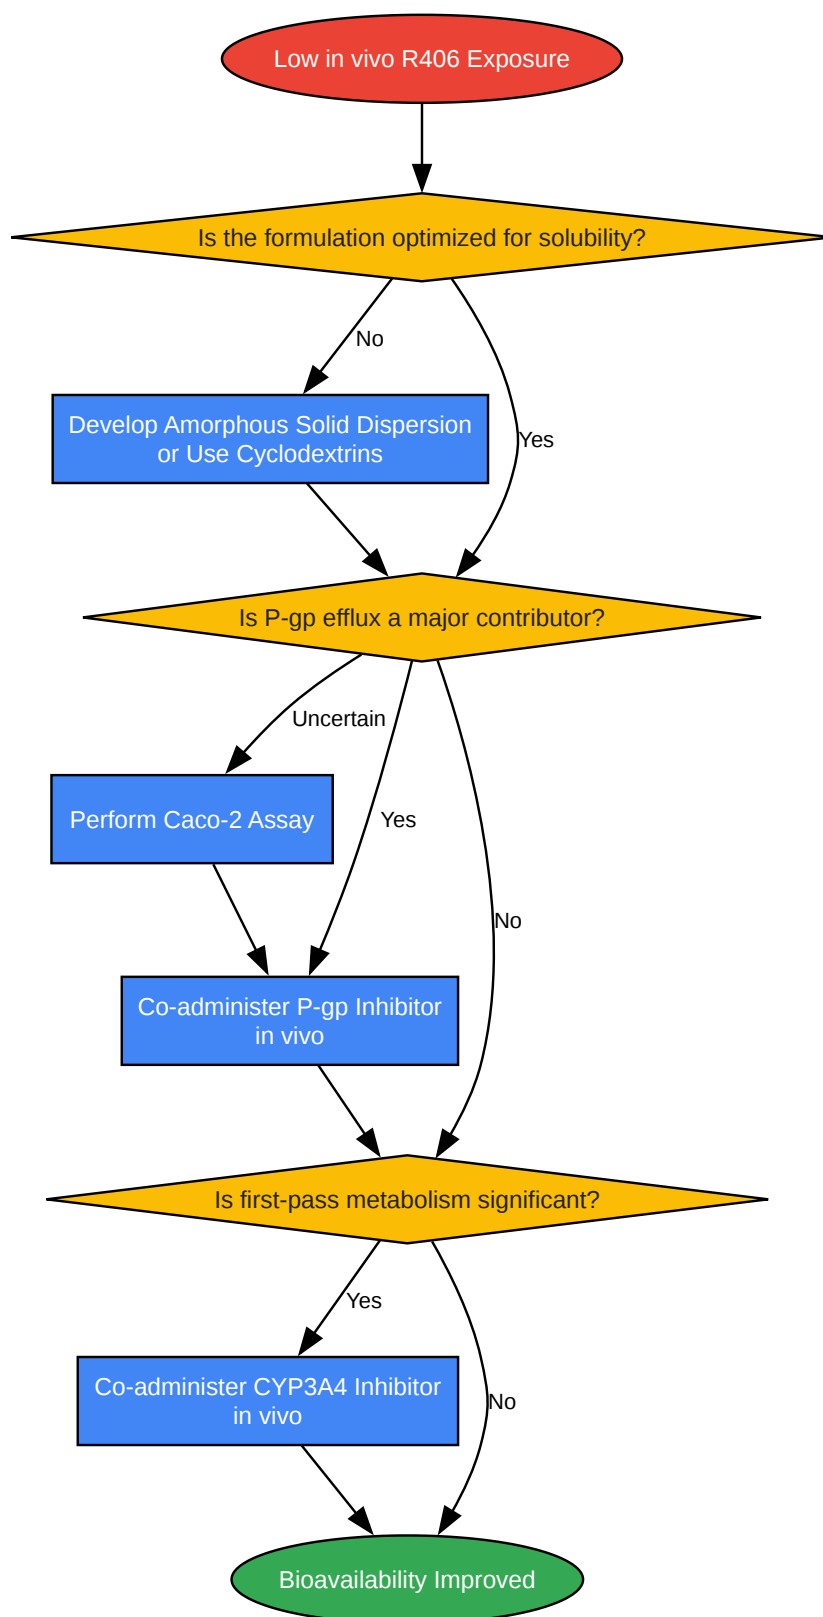 Low in vivo R406 Exposure
Is the formulation optimized for solubility?
No
Develop Amorphous Solid Dispersion
or Use Cyclodextrins
Yes
Is P-gp efflux a major contributor?
Uncertain
Perform Caco-2 Assay
Yes
No
Co-administer P-gp Inhibitor
in vivo
Is first-pass metabolism significant?
Yes
Co-administer CYP3A4 Inhibitor
in vivo
No
Bioavailability Improved